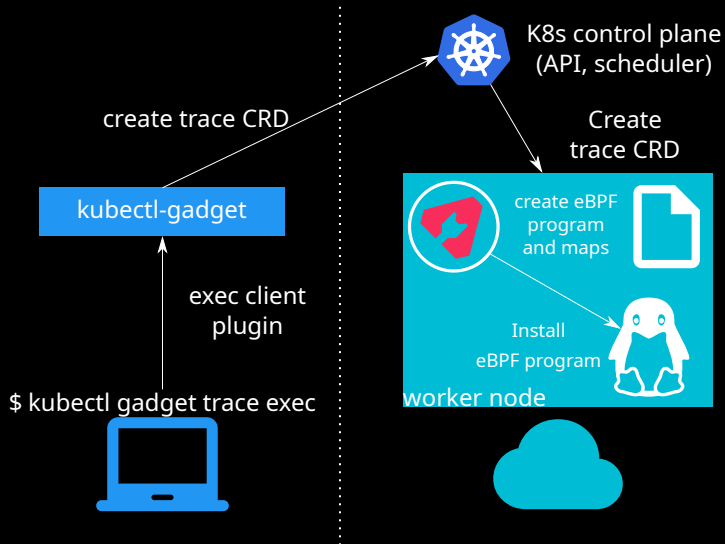 K8s control plane
(API, scheduler)
create trace CRD
Create
trace CRD
kubectl-gadget
create eBPF
program
and maps
exec client
plugin
Install
eBPF program
$ kubectl gadget trace exec
worker node